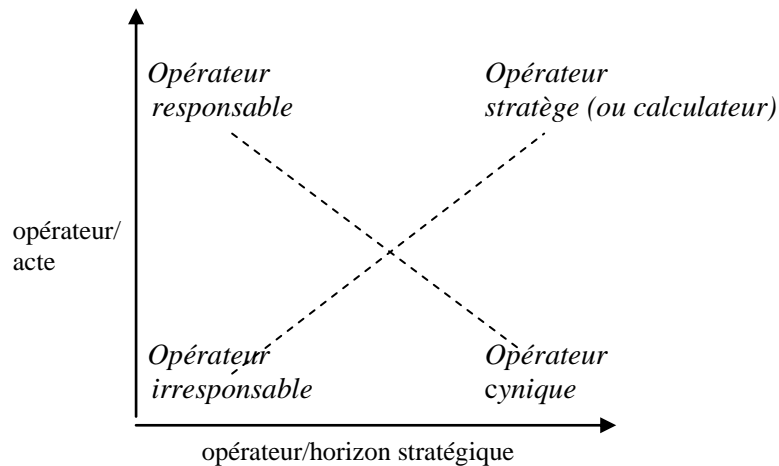 Opérateur
responsable
Opérateur
stratège (ou calculateur)
opérateur/
acte
Opérateur
irresponsable
Opérateur
cynique
opérateur/horizon stratégique